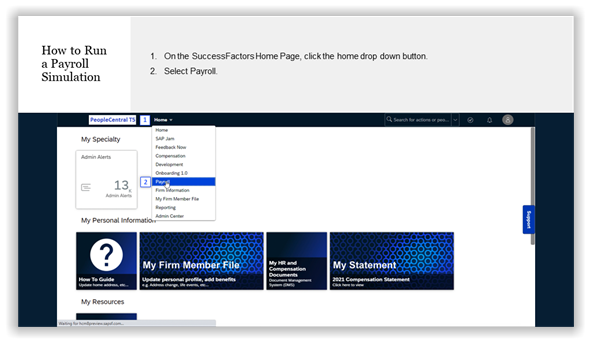 How to Run
a Payroll
Simulation
1. On the SuccessFactors Home Page, click the home drop down button.
2. Select Payroll.
PeopleCentral TS 1 Home
Search for actions or peo...
Home
SAP Jam
Feedback Now
Compensation
Development
Onboarding 1.0
2 Payroll
Firm Information
My Firm Member File
Reporting
Admin Center
My Specialty
Admin Alerts
13
Admin Alerts
Support
My Personal Information
?
How To Guide
Update home address, etc...
My Firm Member File
Update personal profile, add benefits
e.g. Address change, life events, etc...
My HR and
Compensation
Documents
Document Management
System (DMS)
My Statement
2021 Compensation Statement
Click here to view
My Resources